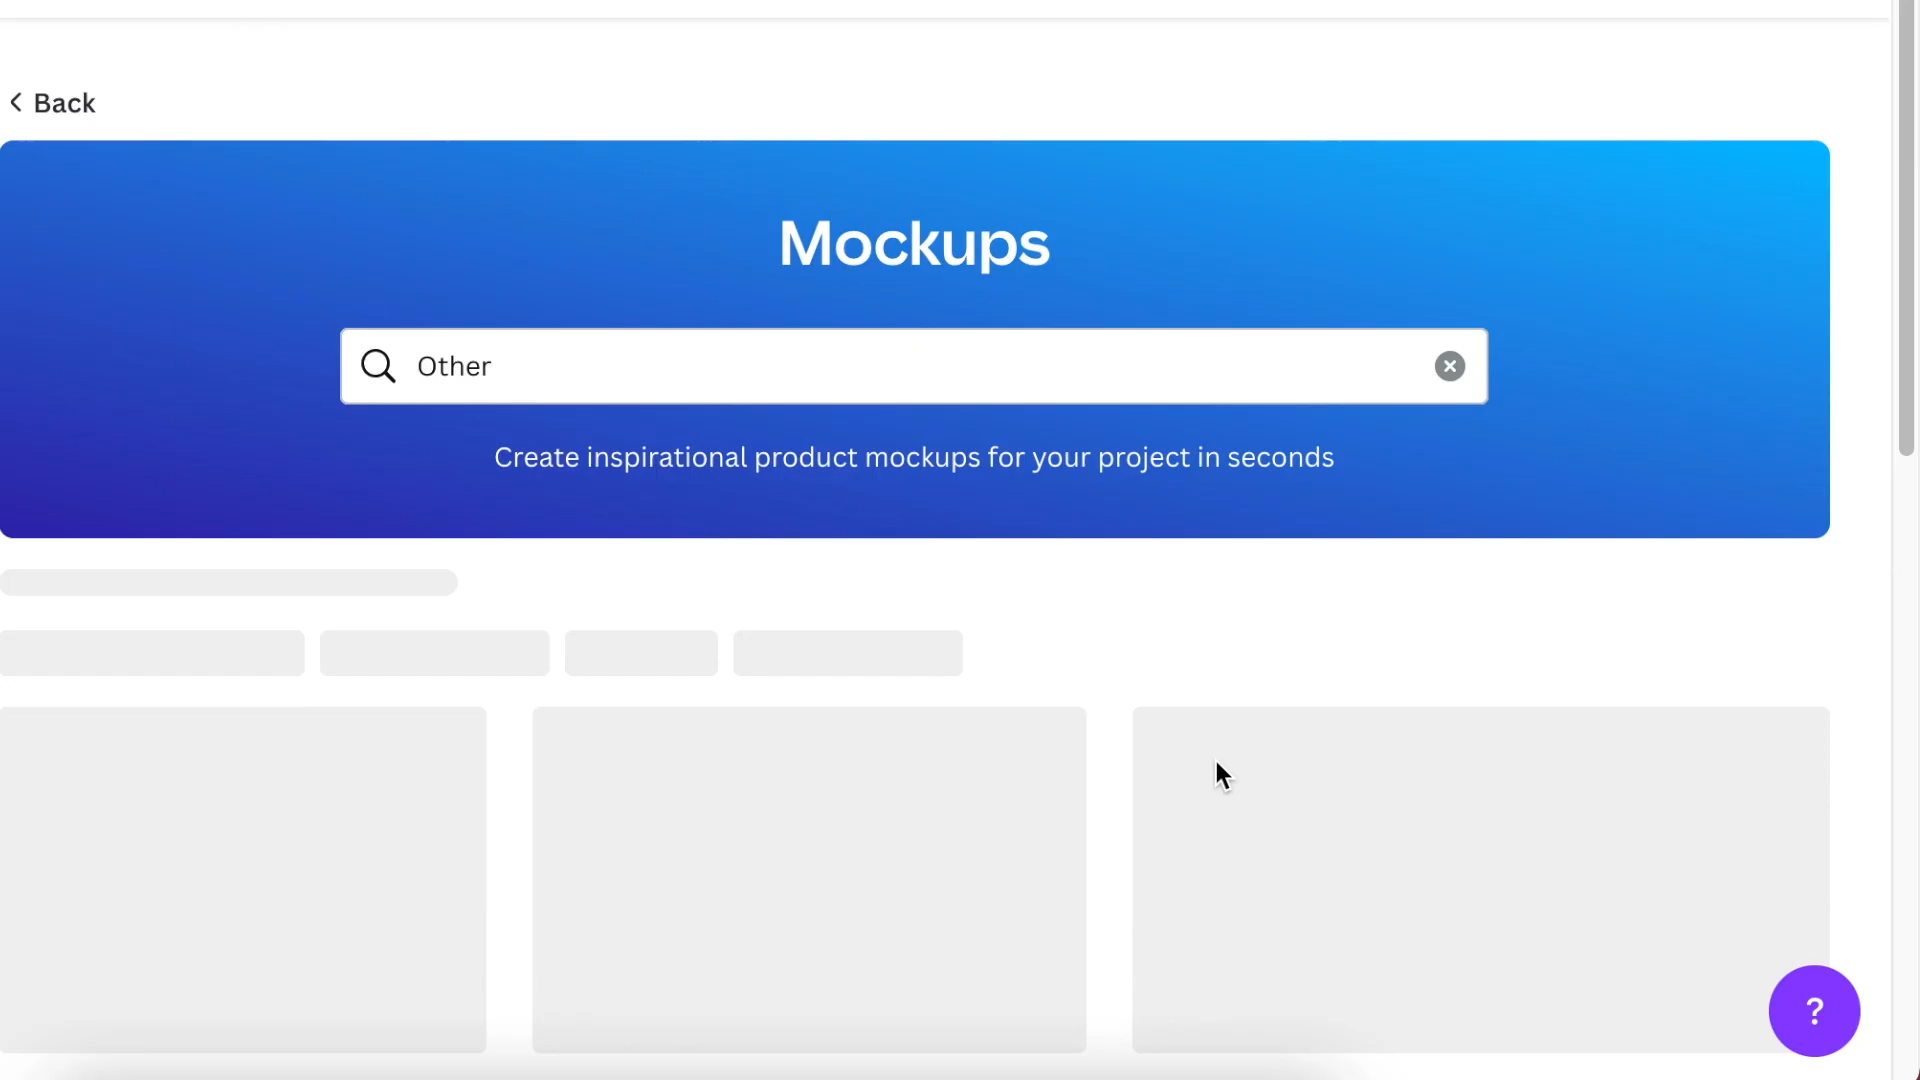 Back
Mockups
Other
Create inspirational product mockups for your project in seconds
?